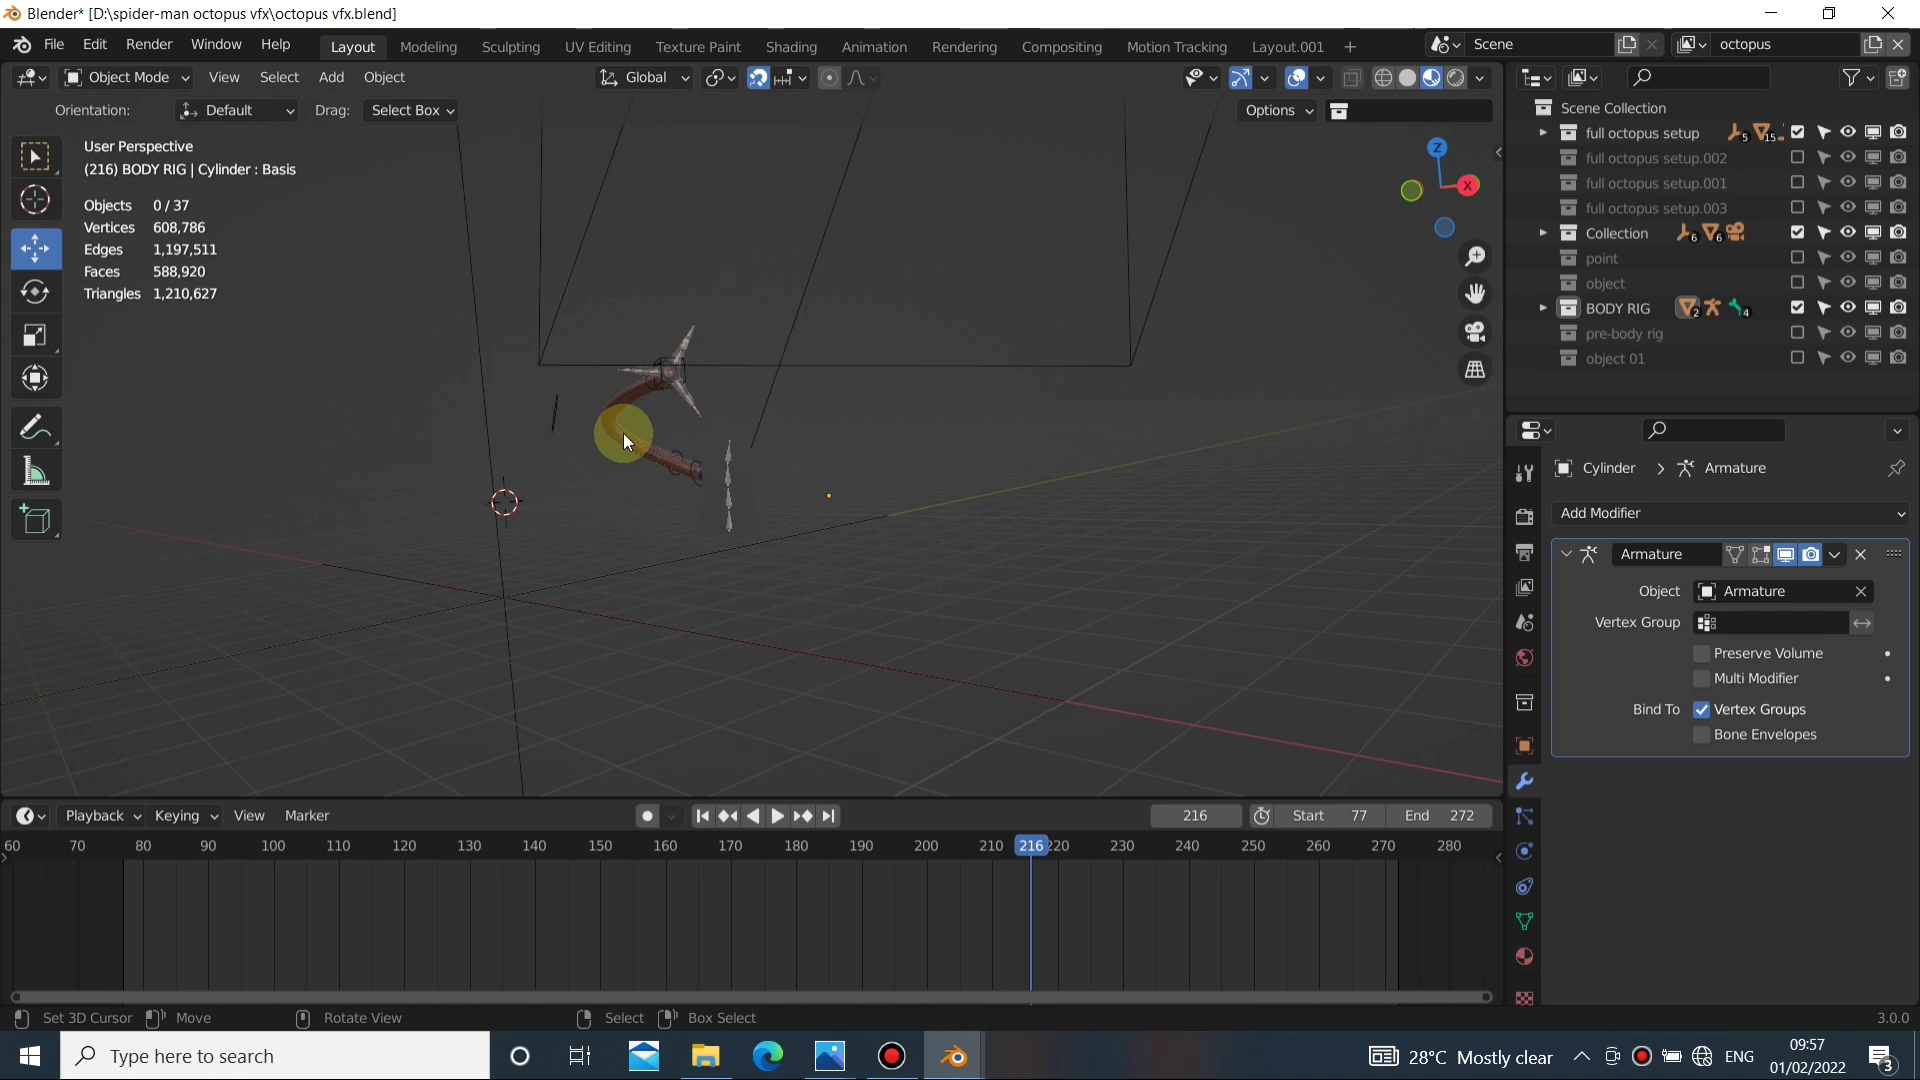 Blender* [D:\spider-man octopus vfx\octopus vfx.blend]
File Edit Render Window Help Layout Modeling Sculpting UV Editing Texture Paint Shading Animation Rendering Compositing Motion Tracking Layout.001 + Scene octopus
Object Mode View Select Add Object Global
Orientation: Default Drag: Select Box Options
User Perspective
(216) BODY RIG | Cylinder : Basis
Objects 0/37
Vertices 608,786
Edges 1,197,511
Faces 588,920
Triangles 1,210,627
Z
X
Scene Collection
full octopus setup 5 15
full octopus setup.002
full octopus setup.001
full octopus setup.003
Collection 6 6
point
object
BODY RIG 2 4
pre-body rig
object 01
Cylinder > Armature
Add Modifier
Armature
Object Armature
Vertex Group
Preserve Volume
Multi Modifier
Bind To Vertex Groups
Bone Envelopes
Playback Keying View Marker 216 Start 77 End 272
60 70 80 90 100 110 120 130 140 150 160 170 180 190 200 210 216 220 230 240 250 260 270 280
Set 3D Cursor Move Rotate View Select Box Select 3.0.0
Type here to search 28°C Mostly clear ENG 09:57
01/02/2022 3